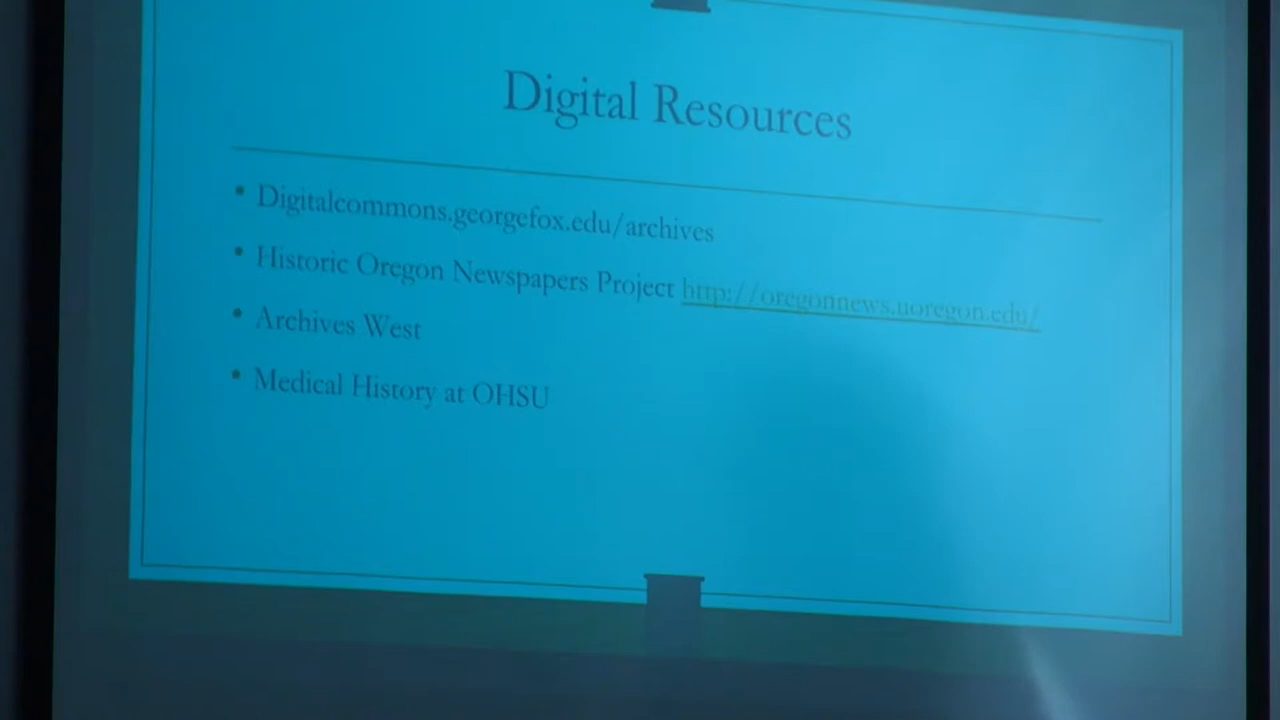 Digital Resources
• Digitalcommons.georgefox.edu/archives
• Historic Oregon Newspapers Project http://oregonnews.uoregon.edu/
• Archives West
• Medical History at OHSU